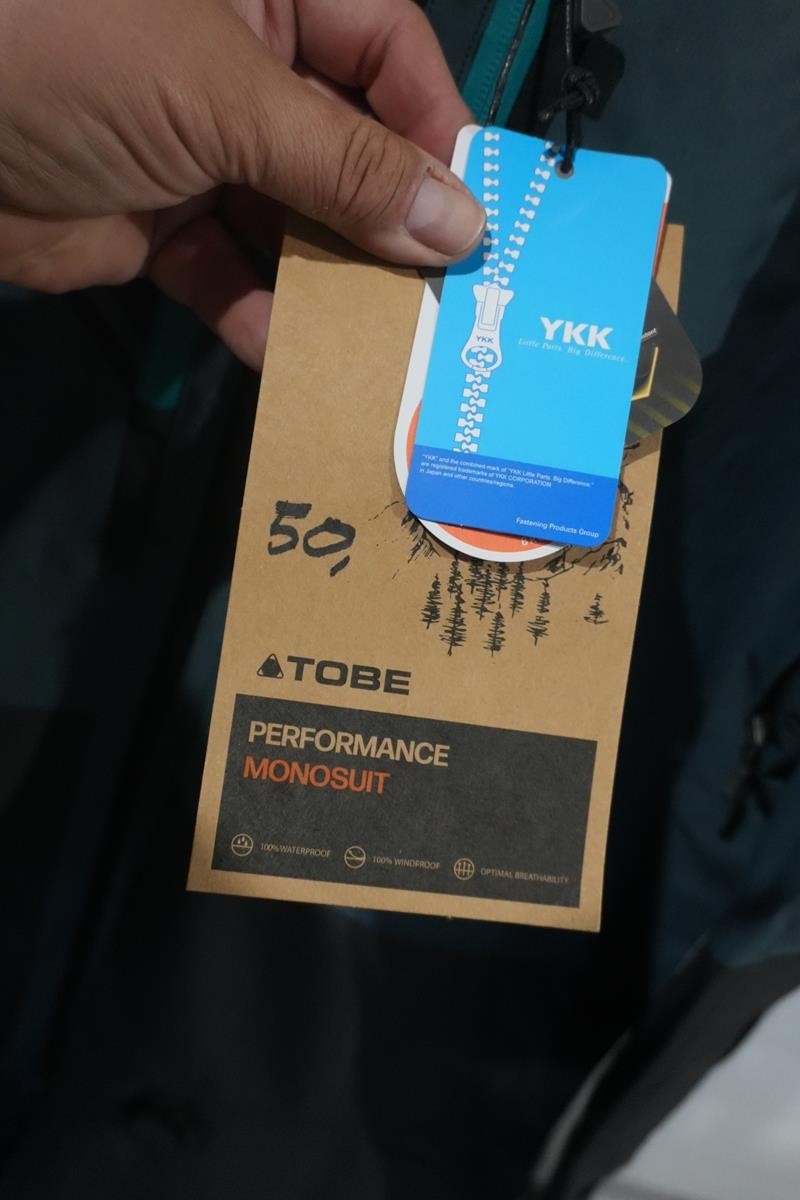 YKK
YKK
Little Parts. Big Difference.
"YKK" and the combined mark of "YKK Little Parts. Big Difference."
are registered trademarks of YKK CORPORATION
in Japan and other countries/regions.
Fastening Products Group
50,
TOBE
PERFORMANCE
MONOSUIT
100% WATERPROOF
100% WINDPROOF
OPTIMAL BREATHABILITY